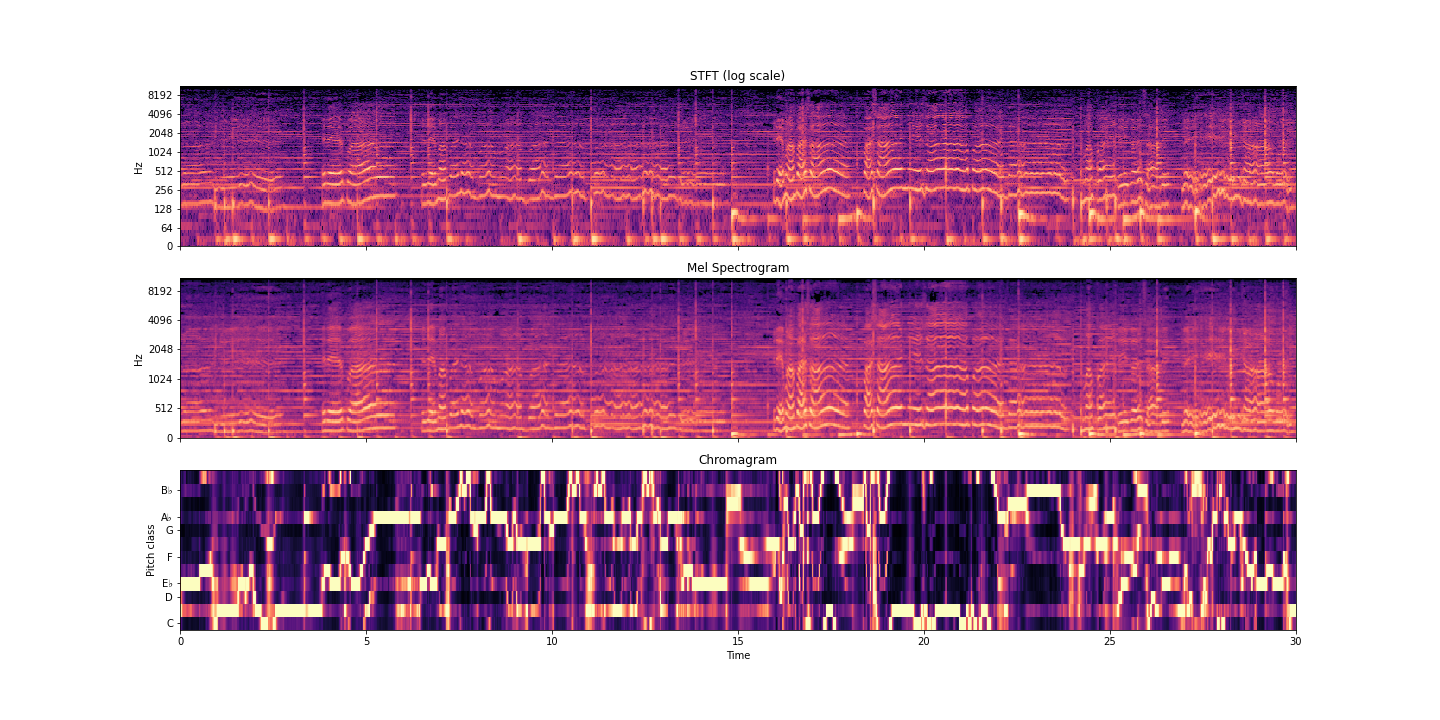 STFT (log scale)
Hz
8192
4096
2048
1024
512
256
128
64
0
Mel Spectrogram
Hz
8192
4096
2048
1024
512
0
Chromagram
Pitch class
B♭
A♭
G
F
E♭
D
C
0 5 10 15 20 25 30
Time